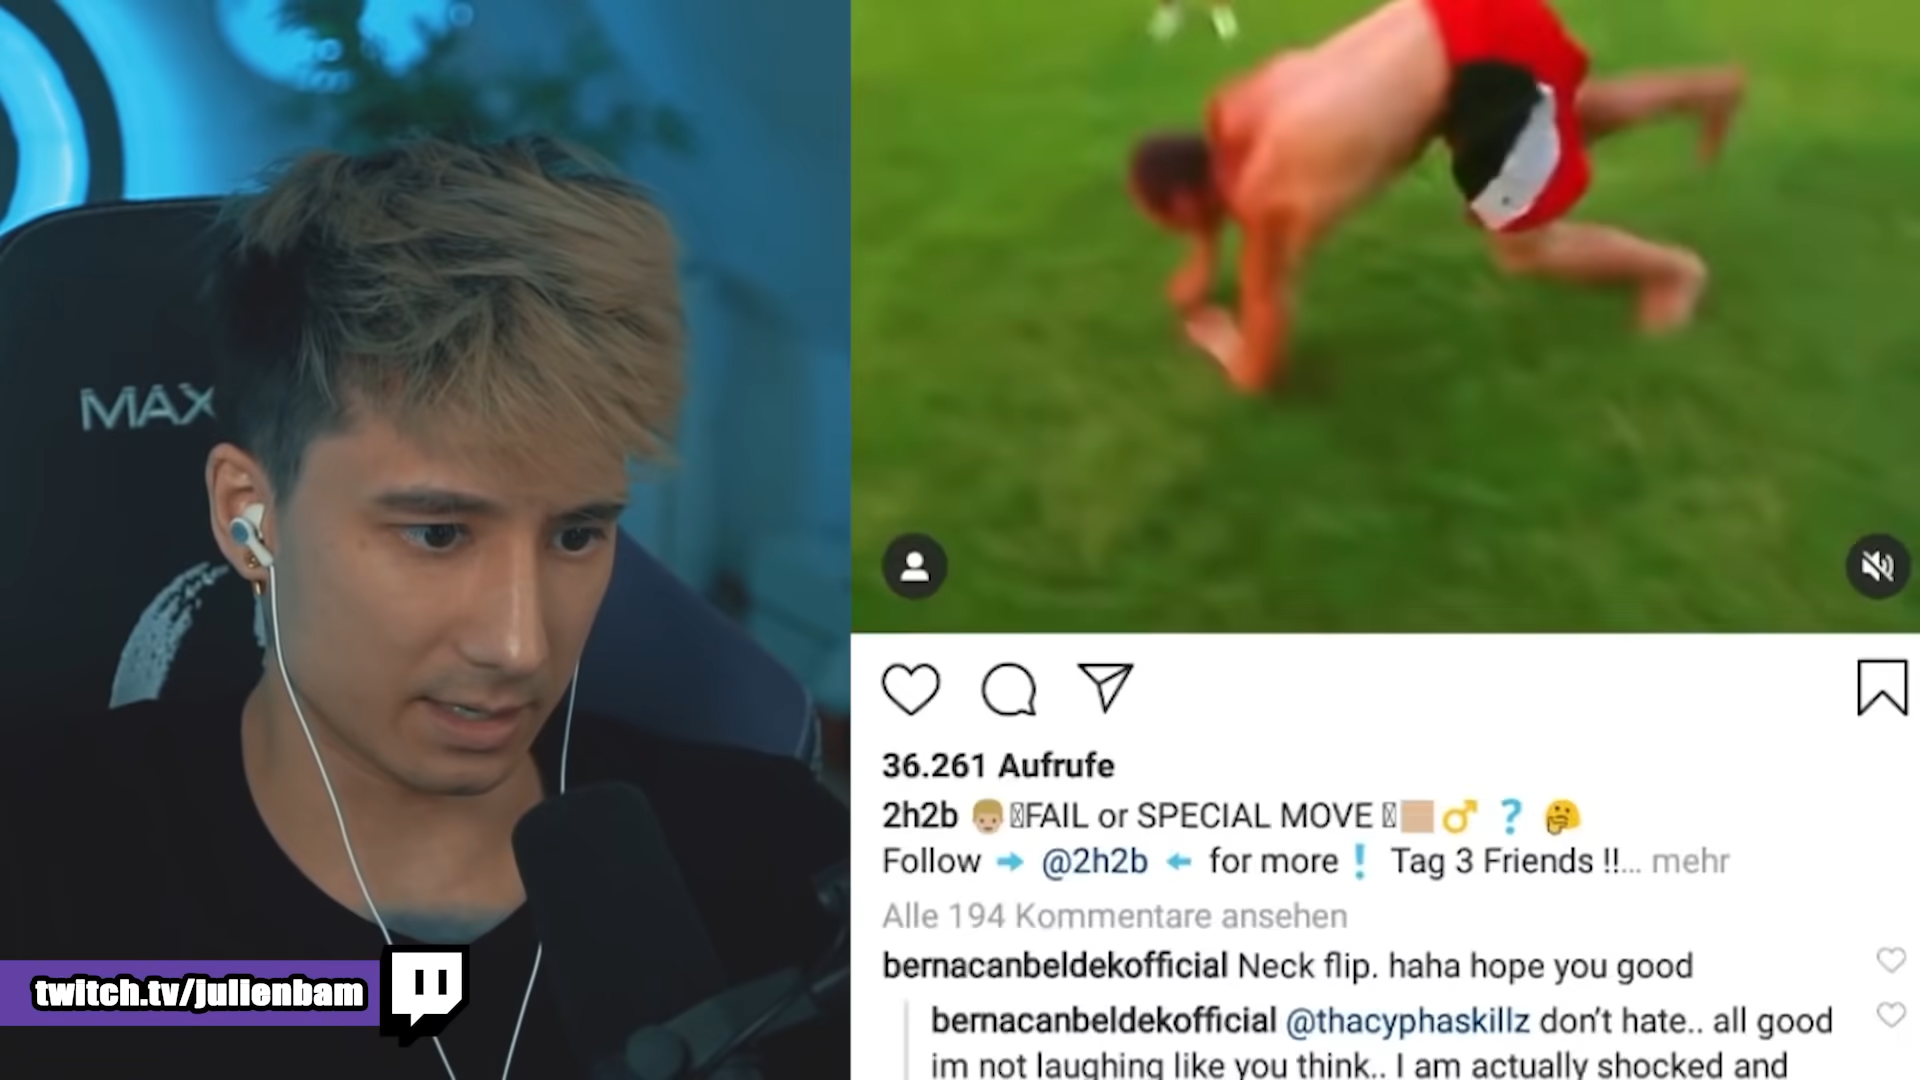 MAX
twitch.tv/julienbam
36.261 Aufrufe
2h2b 👨🏼FAIL or SPECIAL MOVE 🏼♂️❓🤔
Follow ➡ @2h2b ⬅ for more❗ Tag 3 Friends !!... mehr
Alle 194 Kommentare ansehen
bernacanbeldekofficial Neck flip. haha hope you good
bernacanbeldekofficial @thacyphaskillz don't hate.. all good
im not laughing like you think.. I am actually shocked and